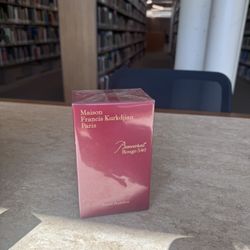 Maison
Francis Kurkdjian
Paris
Baccarat
Rouge 540